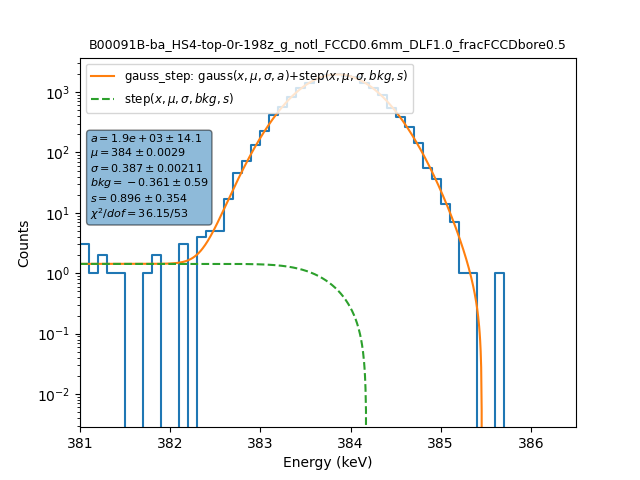 B00091B-ba_HS4-top-0r-198z_g_notl_FCCD0.6mm_DLF1.0_fracFCCDbore0.5
gauss_step: gauss(x, μ, σ, a)+step(x, μ, σ, bkg, s)
step(x, μ, σ, bkg, s)
a = 1.9e + 03 ± 14.1
μ = 384 ± 0.0029
σ = 0.387 ± 0.00211
bkg = −0.361 ± 0.59
s = 0.896 ± 0.354
χ²/dof = 36.15/53
Counts
10³
10²
10¹
10⁰
10⁻¹
10⁻²
381 382 383 384 385 386
Energy (keV)